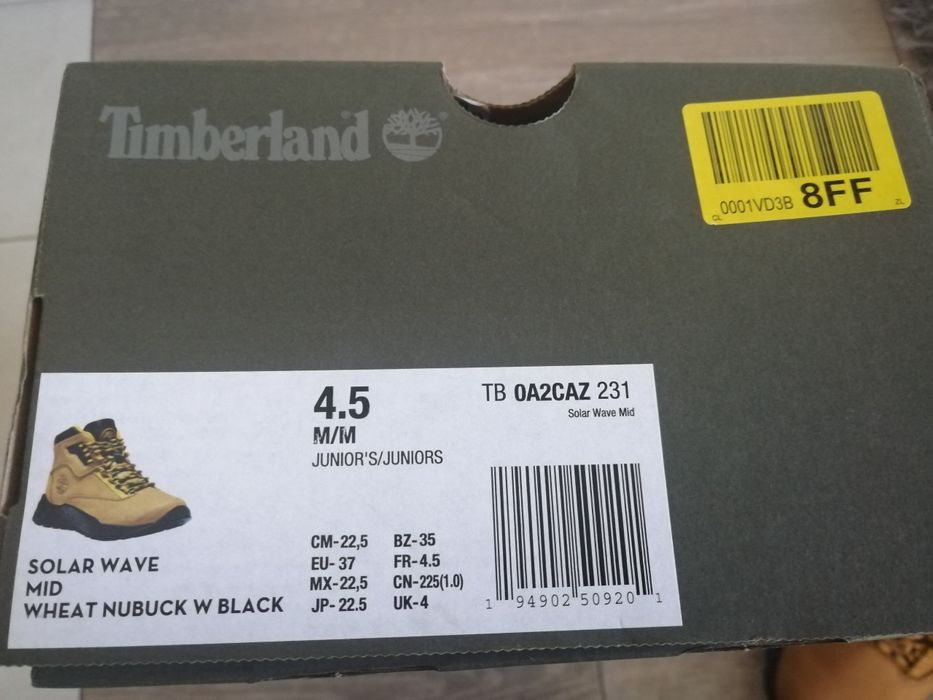 Timberland
0001VD3B 8FF
CL
ZL
4.5
M/M
JUNIOR'S/JUNIORS
TB 0A2CAZ 231
Solar Wave Mid
SOLAR WAVE
MID
WHEAT NUBUCK W BLACK
CM-22,5 BZ-35
EU- 37 FR-4.5
MX-22,5 CN-225(1.0)
JP- 22.5 UK-4
1 94902 50920 1